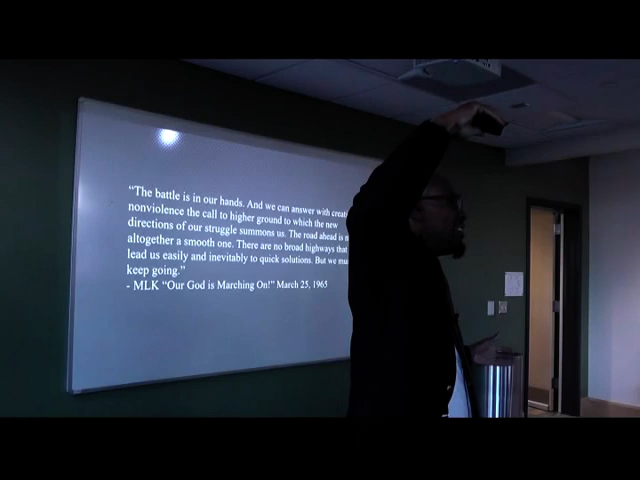 “The battle is in our hands. And we can answer with
nonviolence the call to higher ground to which the new
directions of our struggle summons us. The road ahead is
altogether a smooth one. There are no broad highways that
lead us easily and inevitably to quick solutions. But we
keep going.”
- MLK “Our God is Marching On!” March 25, 1965